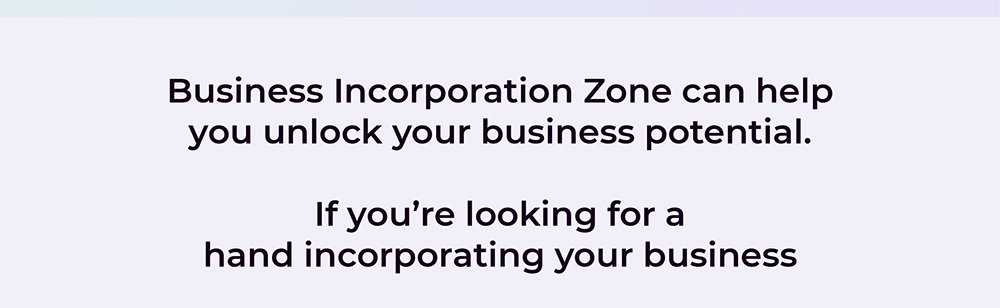 Business Incorporation Zone can help
you unlock your business potential.
If you’re looking for a
hand incorporating your business